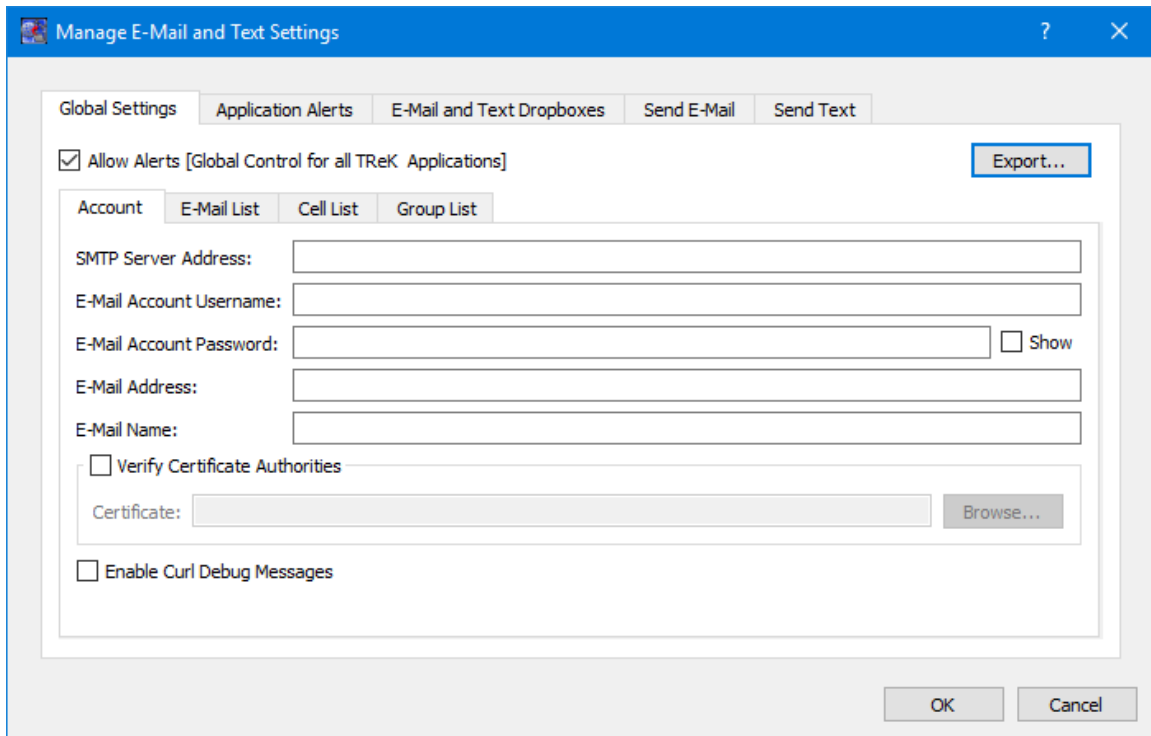 Manage E-Mail and Text Settings ?
Global Settings Application Alerts E-Mail and Text Dropboxes Send E-Mail Send Text
Allow Alerts [Global Control for all TReK Applications] Export...
Account E-Mail List Cell List Group List
SMTP Server Address:
E-Mail Account Username:
E-Mail Account Password: Show
E-Mail Address:
E-Mail Name:
Verify Certificate Authorities
Certificate: Browse...
Enable Curl Debug Messages
OK Cancel